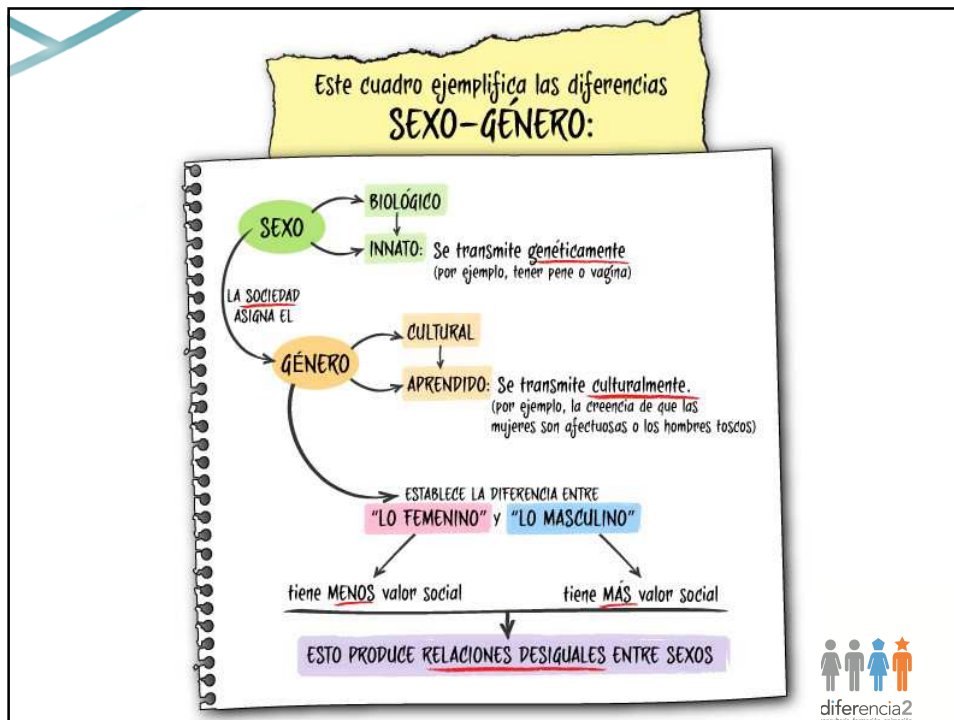 Este cuadro ejemplifica las diferencias
SEXO-GÉNERO:
SEXO
BIOLÓGICO
INNATO: Se transmite genéticamente
(por ejemplo, tener pene o vagina)
LA SOCIEDAD
ASIGNA EL
GÉNERO
CULTURAL
APRENDIDO: Se transmite culturalmente.
(por ejemplo, la creencia de que las
mujeres son afectuosas o los hombres toscos)
ESTABLECE LA DIFERENCIA ENTRE
"LO FEMENINO" y "LO MASCULINO"
tiene MENOS valor social
tiene MÁS valor social
ESTO PRODUCE RELACIONES DESIGUALES ENTRE SEXOS
diferencia2